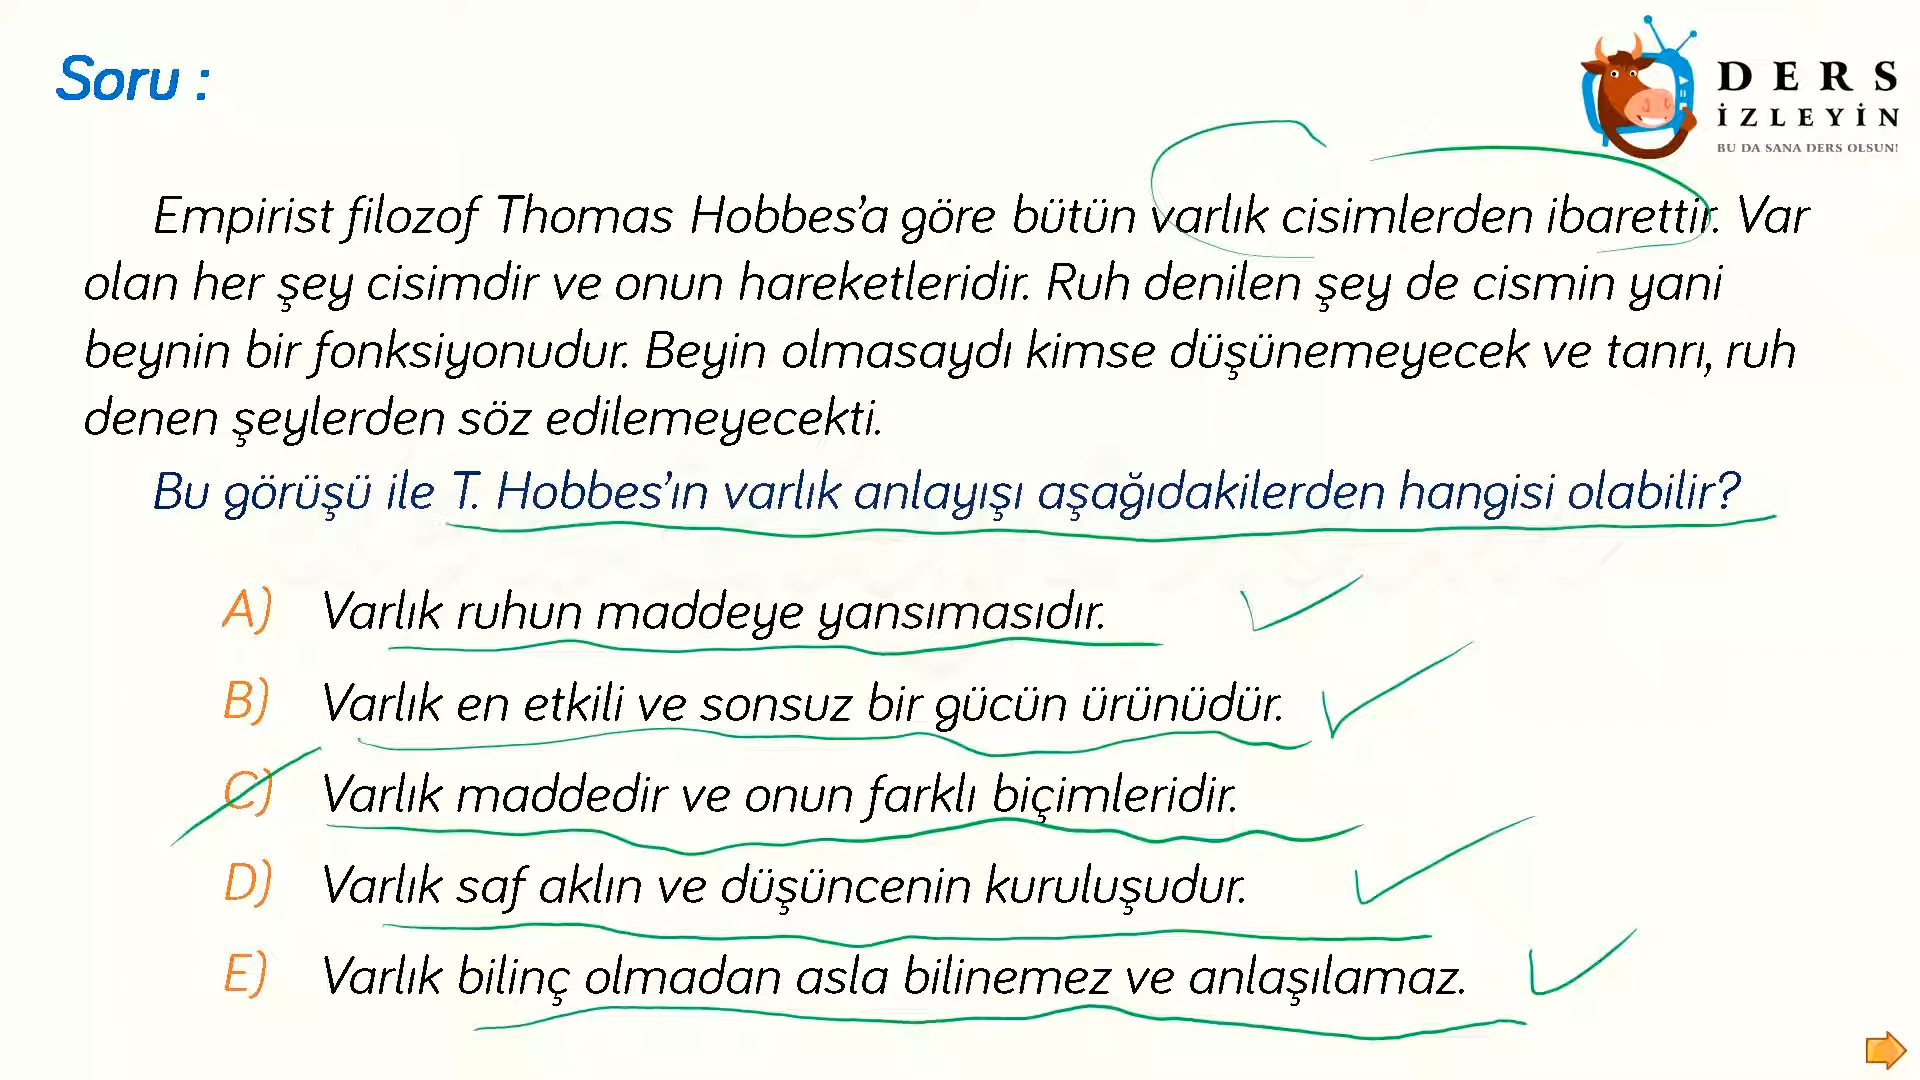 Soru :
DERS
İZLEYİN
BU DA SANA DERS OLSUN!
Empirist filozof Thomas Hobbes’a göre bütün varlık cisimlerden ibarettir. Var
olan her şey cisimdir ve onun hareketleridir. Ruh denilen şey de cismin yani
beynin bir fonksiyonudur. Beyin olmasaydı kimse düşünemeyecek ve tanrı, ruh
denen şeylerden söz edilemeyecekti.
Bu görüşü ile T. Hobbes’ın varlık anlayışı aşağıdakilerden hangisi olabilir?
A) Varlık ruhun maddeye yansımasıdır.
B) Varlık en etkili ve sonsuz bir gücün ürünüdür.
C) Varlık maddedir ve onun farklı biçimleridir.
D) Varlık saf aklın ve düşüncenin kuruluşudur.
E) Varlık bilinç olmadan asla bilinemez ve anlaşılamaz.